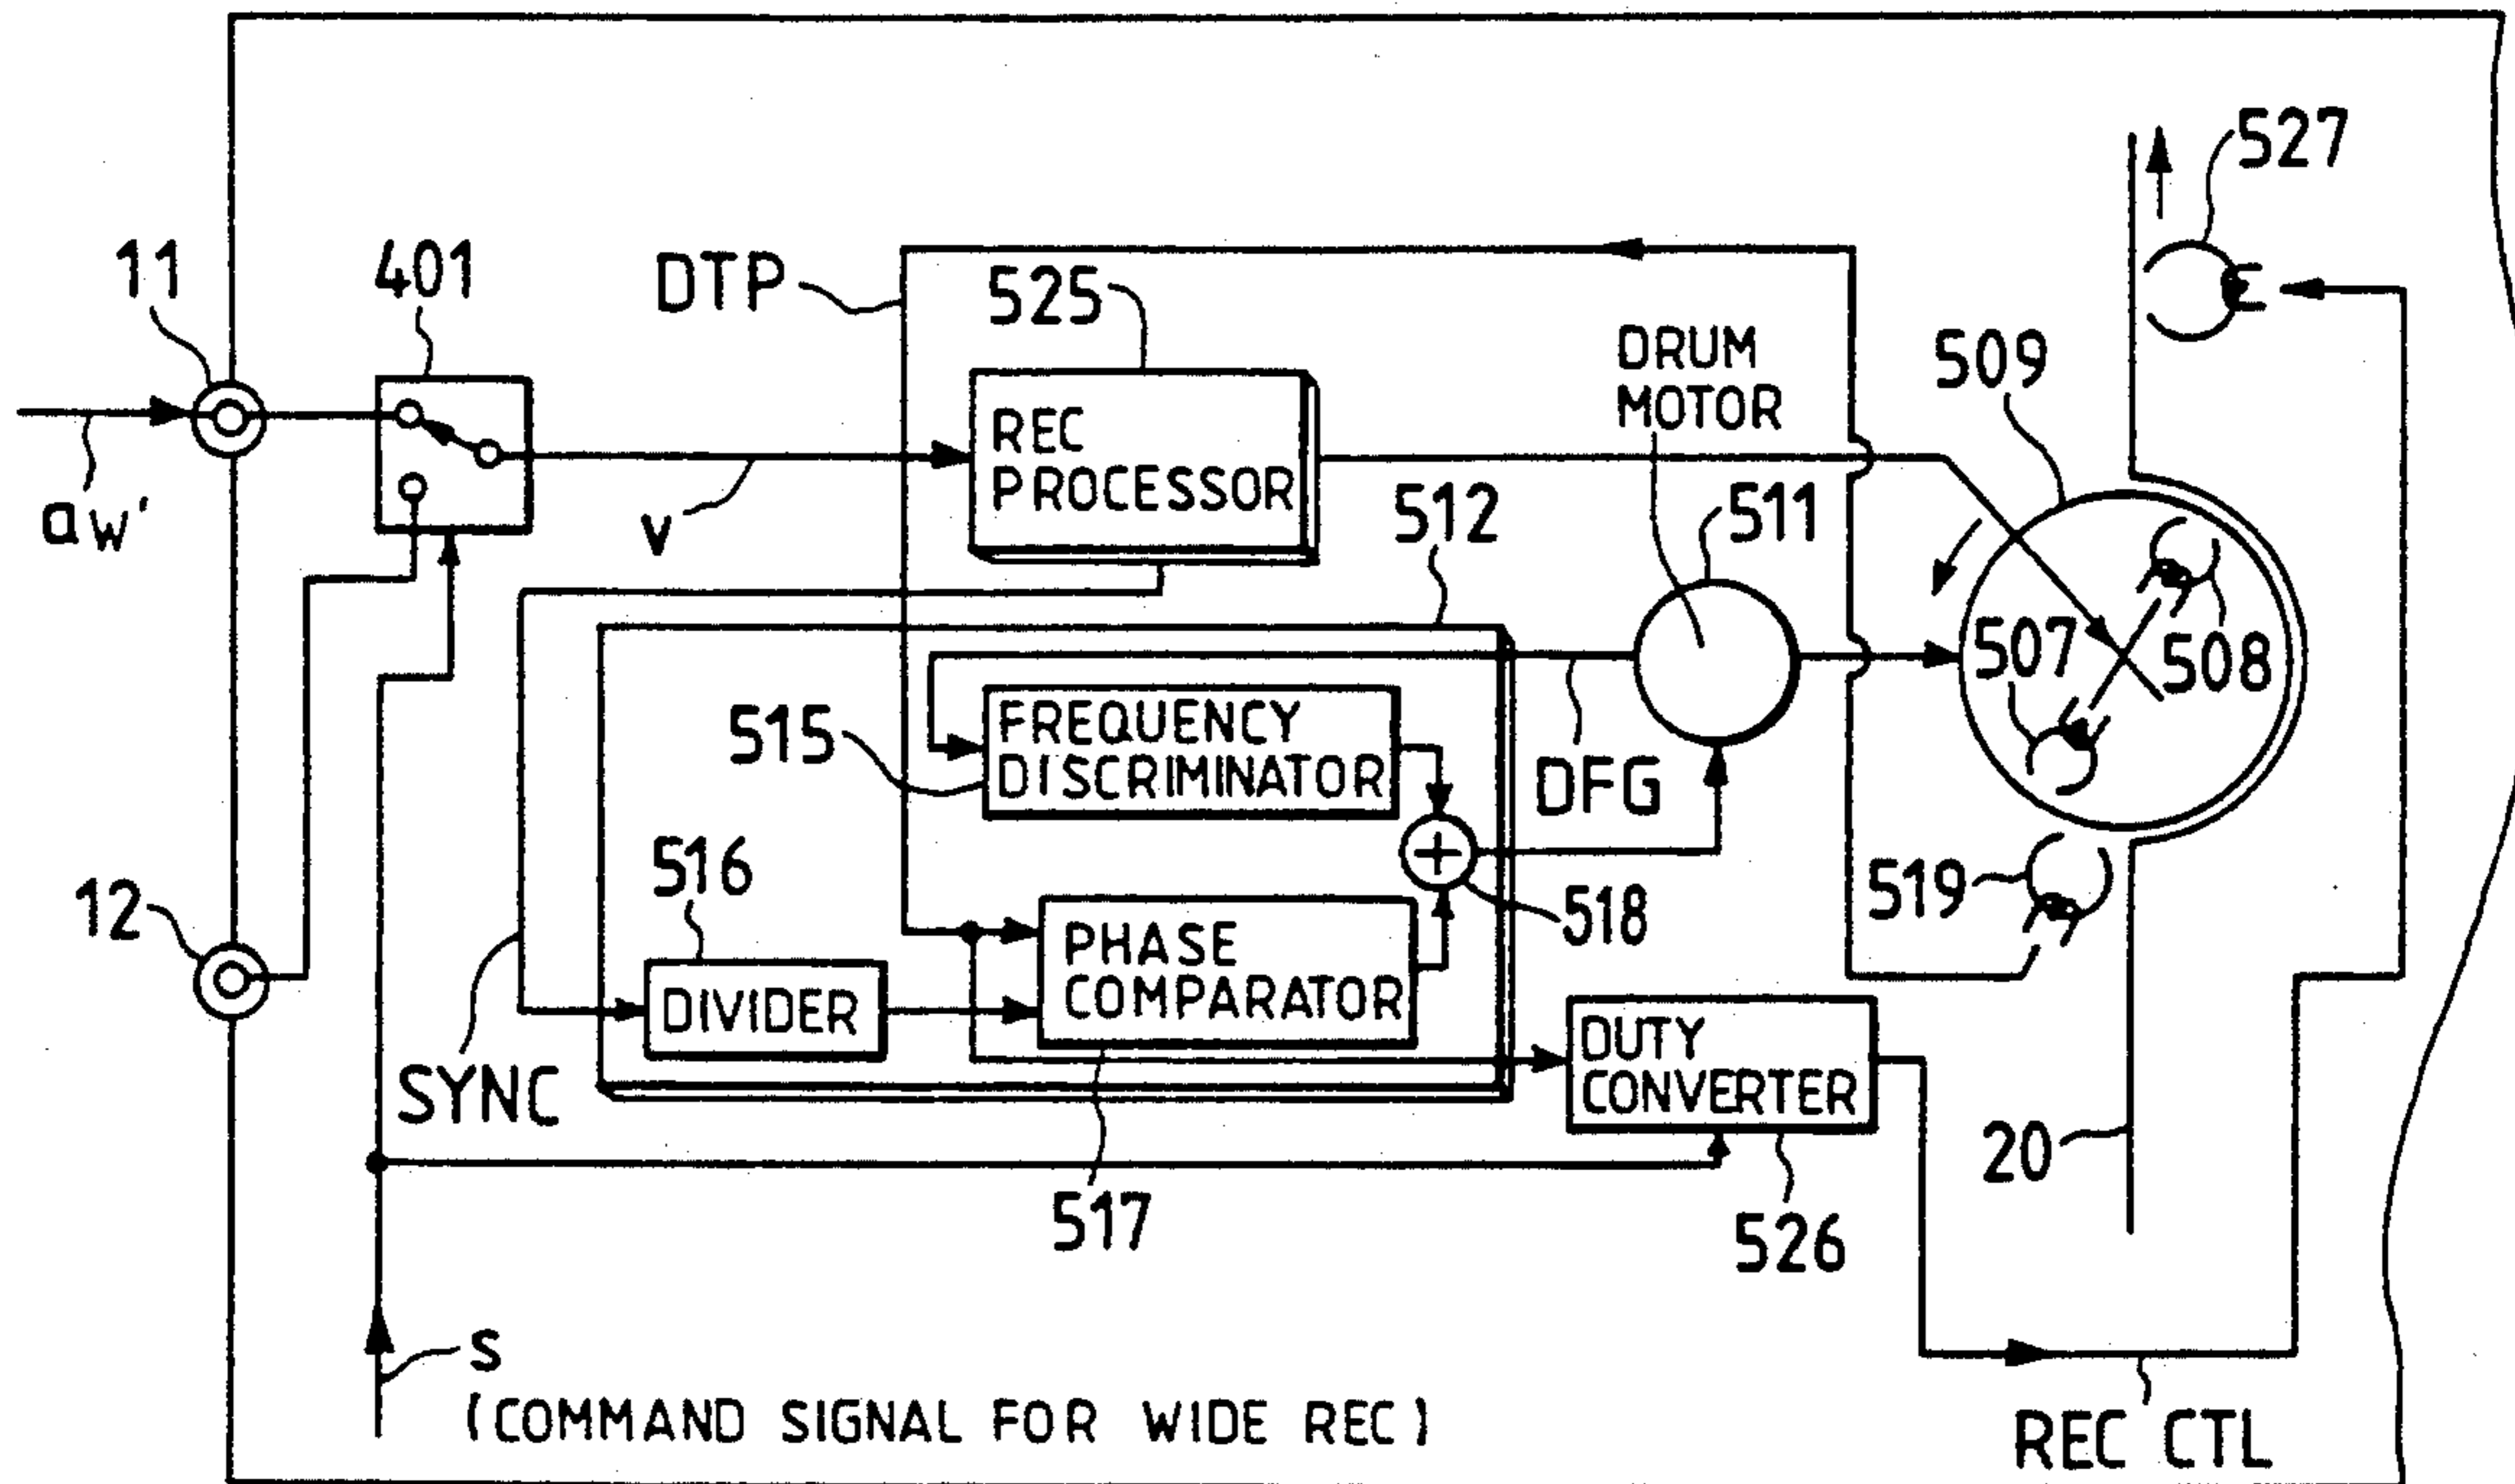 527
11
401
DTP
525
DRUM
MOTOR
509
REC
PROCESSOR
aw'
v
512
511
507
508
515
FREQUENCY
DISCRIMINATOR
DFG
516
12
519
518
PHASE
COMPARATOR
DIVIDER
DUTY
CONVERTER
SYNC
20
517
526
s
(COMMAND SIGNAL FOR WIDE REC)
REC CTL